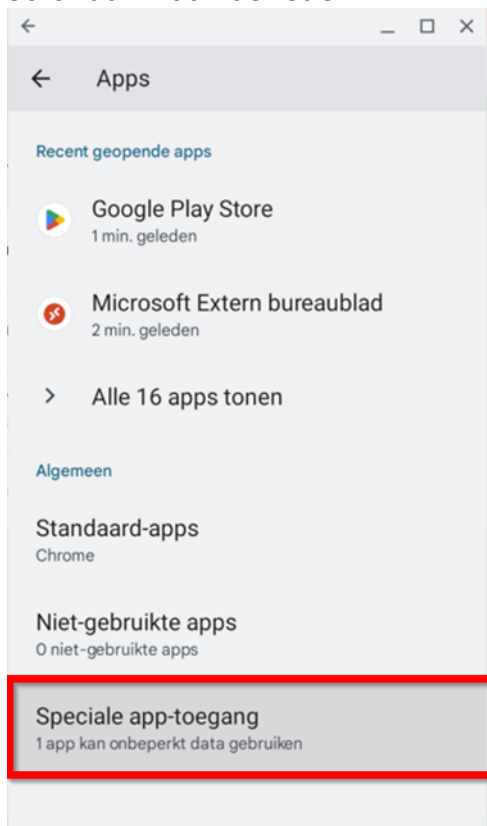 Apps
Recent geopende apps
Google Play Store
1 min. geleden
Microsoft Extern bureaublad
2 min. geleden
Alle 16 apps tonen
Algemeen
Standaard-apps
Chrome
Niet-gebruikte apps
0 niet-gebruikte apps
Speciale app-toegang
1 app kan onbeperkt data gebruiken